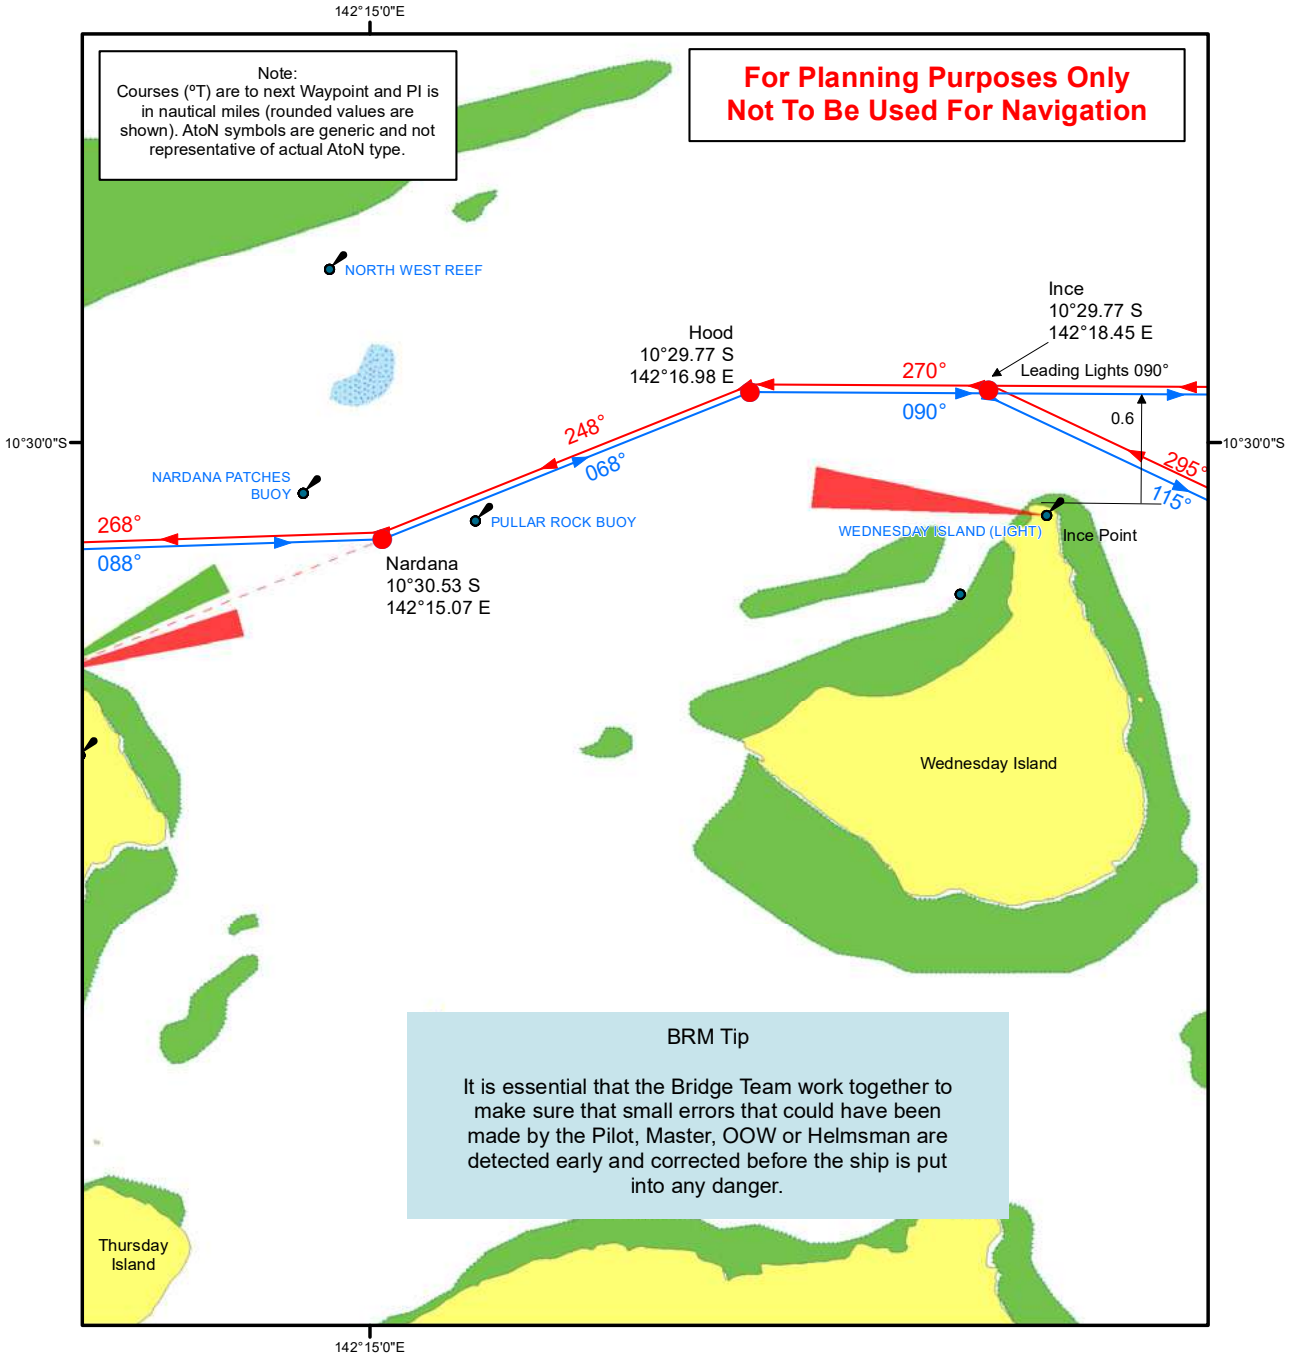 142°15'0"E
Note:
Courses (ºT) are to next Waypoint and PI is
in nautical miles (rounded values are
shown). AtoN symbols are generic and not
representative of actual AtoN type.
For Planning Purposes Only
Not To Be Used For Navigation
NORTH WEST REEF
Ince
10°29.77 S
142°18.45 E
Hood
10°29.77 S
142°16.98 E
270°
Leading Lights 090°
090°
0.6
248°
068°
10°30'0"S
10°30'0"S
295°
115°
NARDANA PATCHES
BUOY
PULLAR ROCK BUOY
268°
088°
WEDNESDAY ISLAND (LIGHT)
Ince Point
Nardana
10°30.53 S
142°15.07 E
Wednesday Island
BRM Tip
It is essential that the Bridge Team work together to
make sure that small errors that could have been
made by the Pilot, Master, OOW or Helmsman are
detected early and corrected before the ship is put
into any danger.
Thursday
Island
142°15'0"E